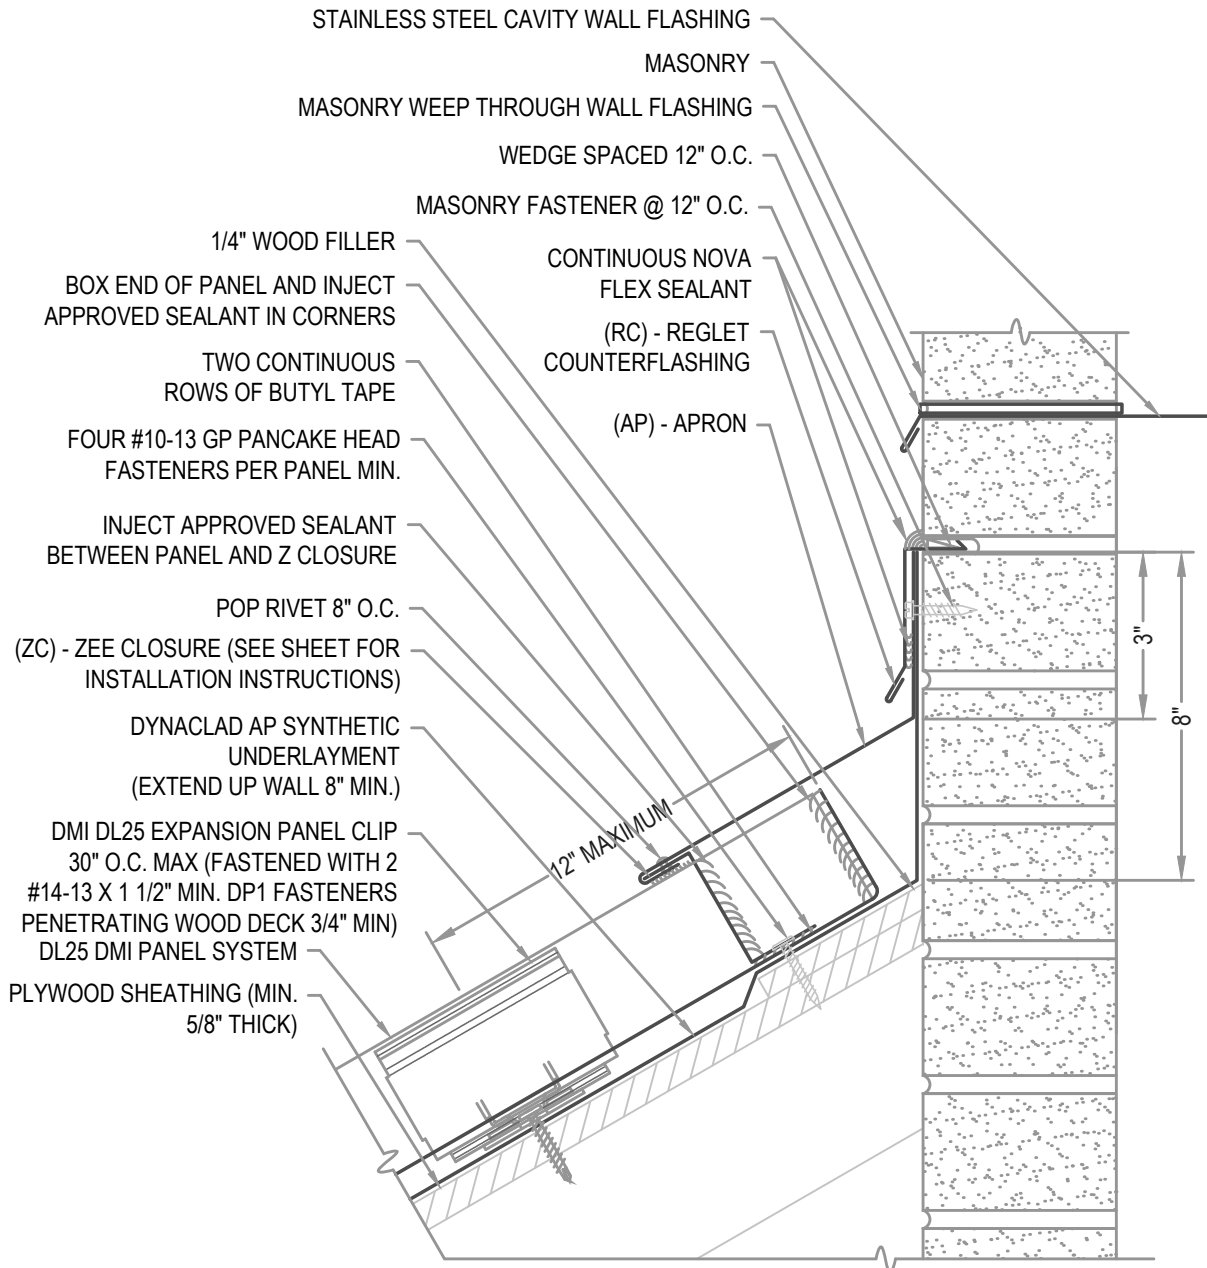 STAINLESS STEEL CAVITY WALL FLASHING
MASONRY
MASONRY WEEP THROUGH WALL FLASHING
WEDGE SPACED 12" O.C.
MASONRY FASTENER @ 12" O.C.
1/4" WOOD FILLER
CONTINUOUS NOVA
FLEX SEALANT
BOX END OF PANEL AND INJECT
APPROVED SEALANT IN CORNERS
(RC) - REGLET
COUNTERFLASHING
TWO CONTINUOUS
ROWS OF BUTYL TAPE
(AP) - APRON
FOUR #10-13 GP PANCAKE HEAD
FASTENERS PER PANEL MIN.
INJECT APPROVED SEALANT
BETWEEN PANEL AND Z CLOSURE
POP RIVET 8" O.C.
(ZC) - ZEE CLOSURE (SEE SHEET FOR
INSTALLATION INSTRUCTIONS)
DYNACLAD AP SYNTHETIC
UNDERLAYMENT
(EXTEND UP WALL 8" MIN.)
DMI DL25 EXPANSION PANEL CLIP
30" O.C. MAX (FASTENED WITH 2
#14-13 X 1 1/2" MIN. DP1 FASTENERS
PENETRATING WOOD DECK 3/4" MIN)
DL25 DMI PANEL SYSTEM
PLYWOOD SHEATHING (MIN.
5/8" THICK)
12" MAXIMUM
3"
8"